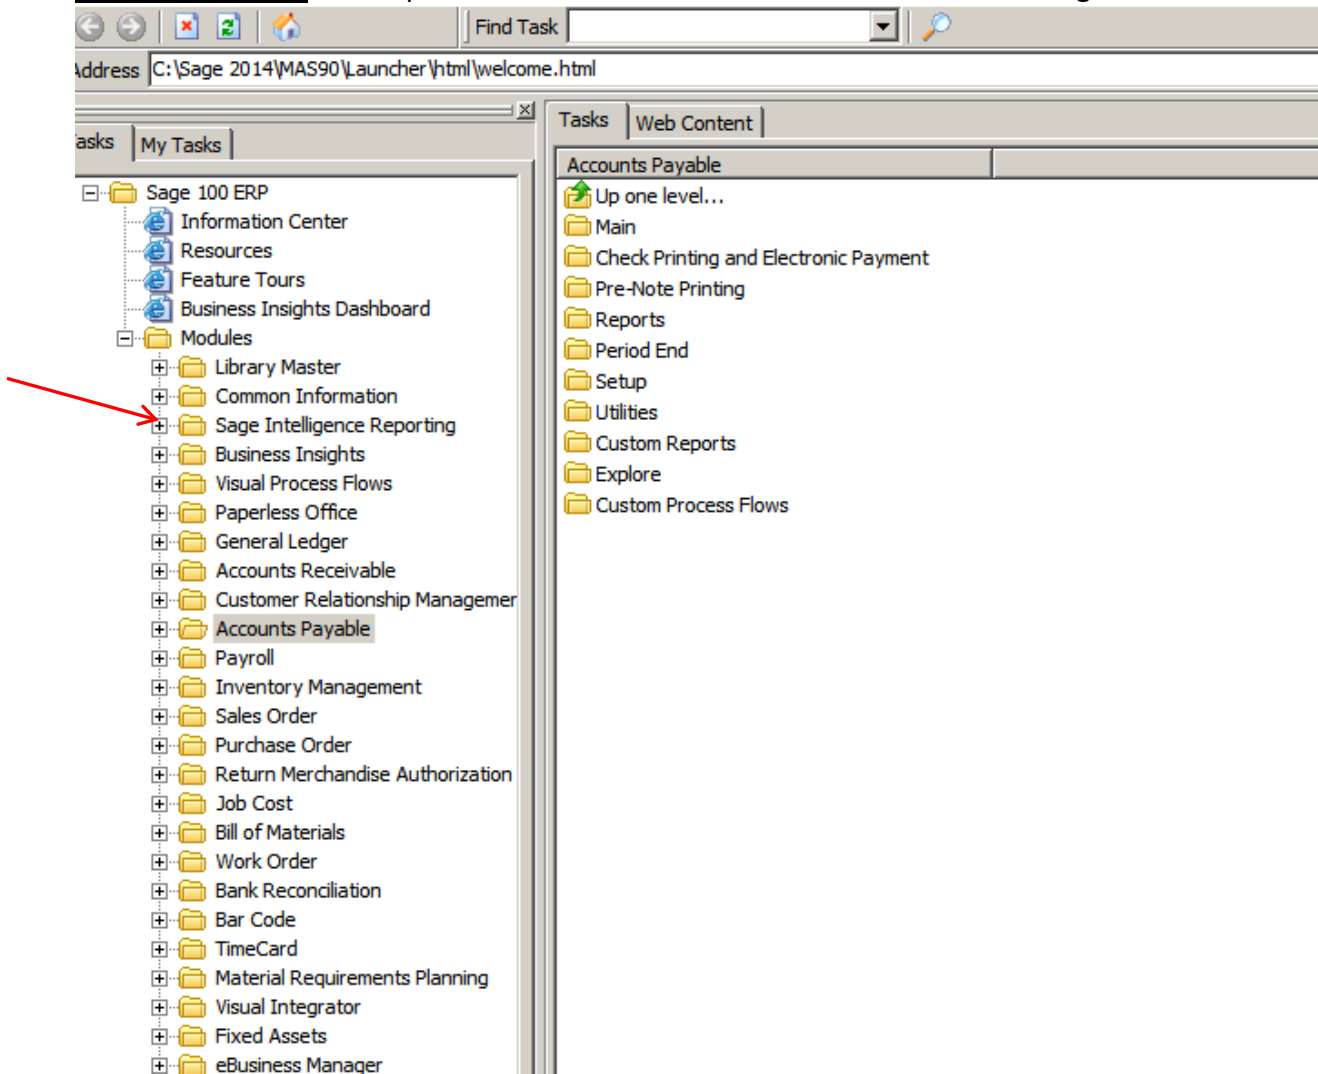 Find Task
Address C:\Sage 2014\MAS90\Launcher\html\welcome.html
Tasks My Tasks
Sage 100 ERP
Information Center
Resources
Feature Tours
Business Insights Dashboard
Modules
Library Master
Common Information
Sage Intelligence Reporting
Business Insights
Visual Process Flows
Paperless Office
General Ledger
Accounts Receivable
Customer Relationship Managemer
Accounts Payable
Payroll
Inventory Management
Sales Order
Purchase Order
Return Merchandise Authorization
Job Cost
Bill of Materials
Work Order
Bank Reconciliation
Bar Code
TimeCard
Material Requirements Planning
Visual Integrator
Fixed Assets
eBusiness Manager
Tasks Web Content
Accounts Payable
Up one level...
Main
Check Printing and Electronic Payment
Pre-Note Printing
Reports
Period End
Setup
Utilities
Custom Reports
Explore
Custom Process Flows